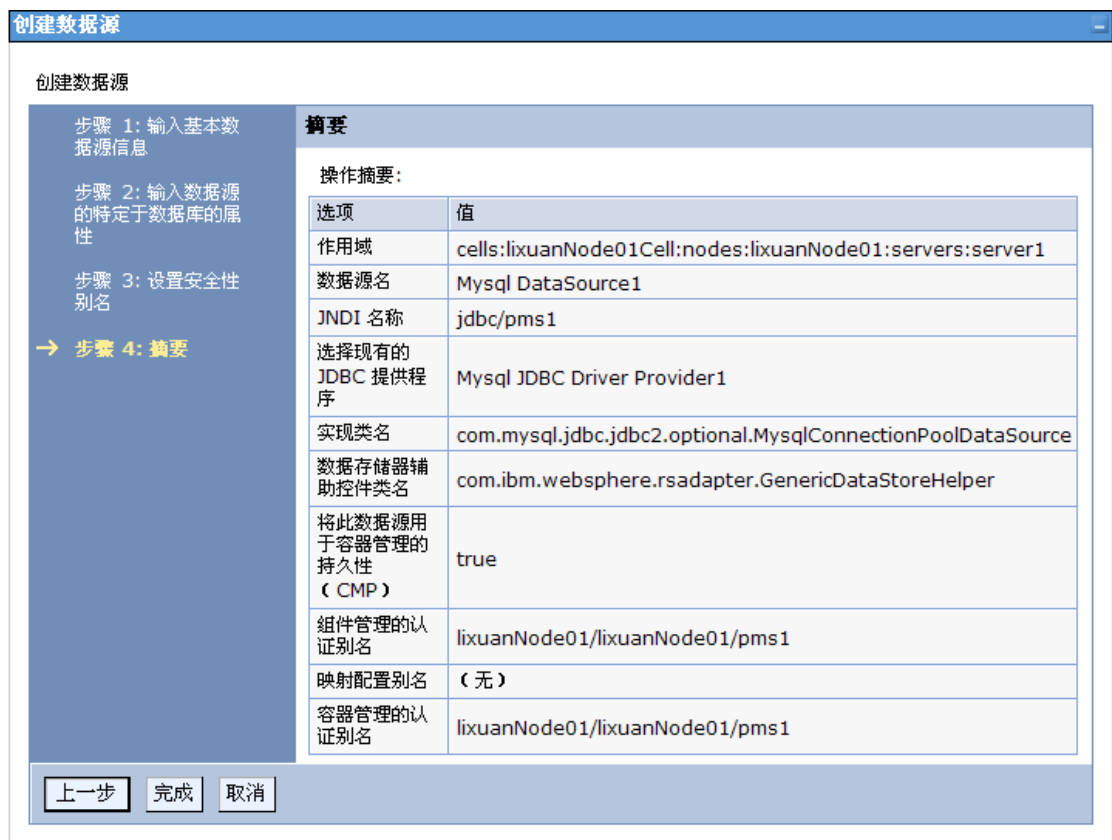 创建数据源
创建数据源
步骤 1: 输入基本数
据源信息
步骤 2: 输入数据源
的特定于数据库的属
性
步骤 3: 设置安全性
别名
→ 步骤 4: 摘要
摘要
操作摘要:
选项 值
作用域 cells:lixuanNode01Cell:nodes:lixuanNode01:servers:server1
数据源名 Mysql DataSource1
JNDI 名称 jdbc/pms1
选择现有的
JDBC 提供程 Mysql JDBC Driver Provider1
序
实现类名 com.mysql.jdbc.jdbc2.optional.MysqlConnectionPoolDataSource
数据存储器辅
助控件类名 com.ibm.websphere.rsadapter.GenericDataStoreHelper
将此数据源用
于容器管理的
持久性 true
(CMP)
组件管理的认
证别名 lixuanNode01/lixuanNode01/pms1
映射配置别名 (无)
容器管理的认
证别名 lixuanNode01/lixuanNode01/pms1
上一步 完成 取消